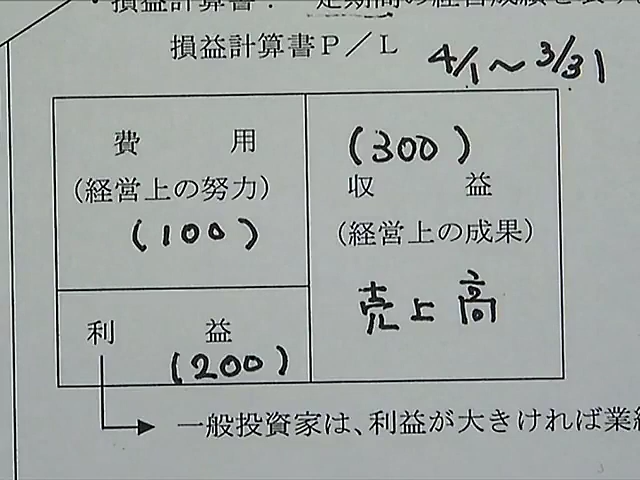 ・損益計算書：一定期間の経営成績を表
損益計算書Ｐ／Ｌ 4/1～3/31
費用
(経営上の努力)
(100)
利益
(200)
(300)
収益
(経営上の成果)
売上高
一般投資家は、利益が大きければ業績